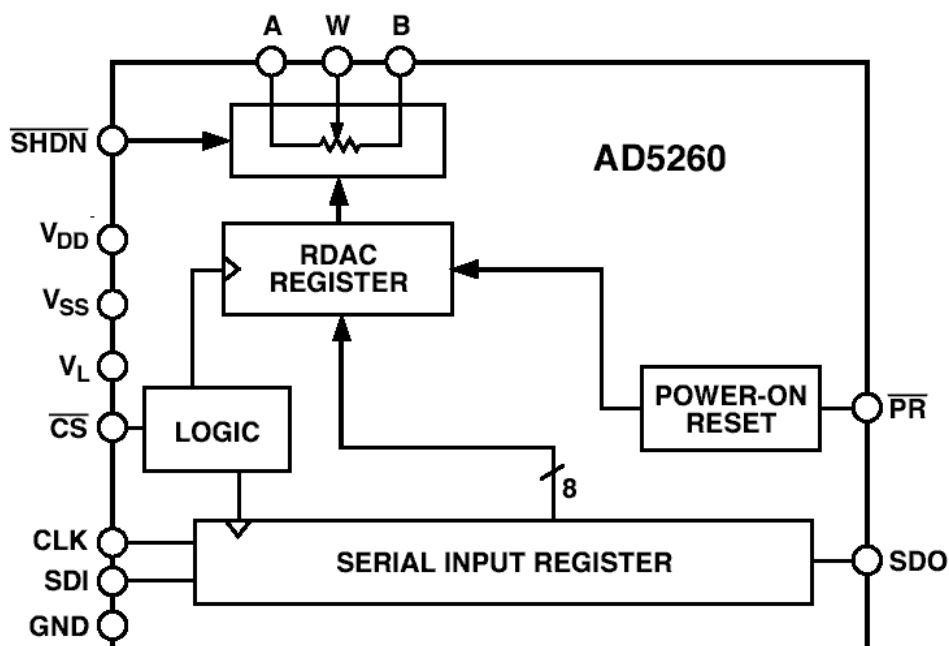 A W B
SHDN
AD5260
VDD
RDAC
REGISTER
VSS
VL
POWER-ON
RESET
PR
CS
LOGIC
8
CLK
SERIAL INPUT REGISTER
SDO
SDI
GND